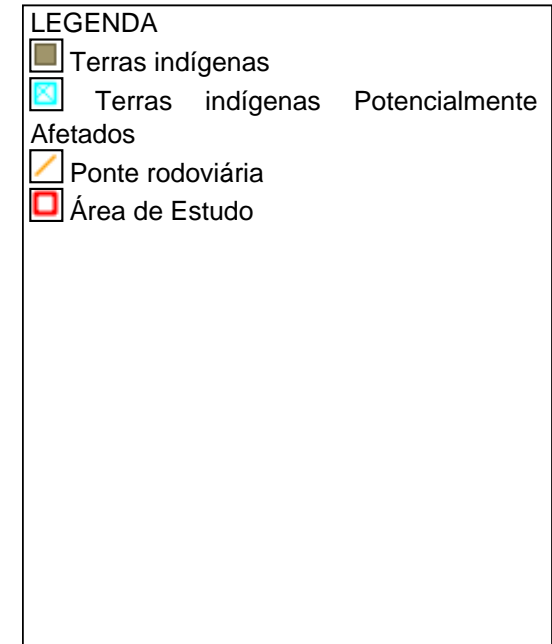 LEGENDA
Terras indígenas
Terras indígenas Potencialmente
Afetados
Ponte rodoviária
Área de Estudo